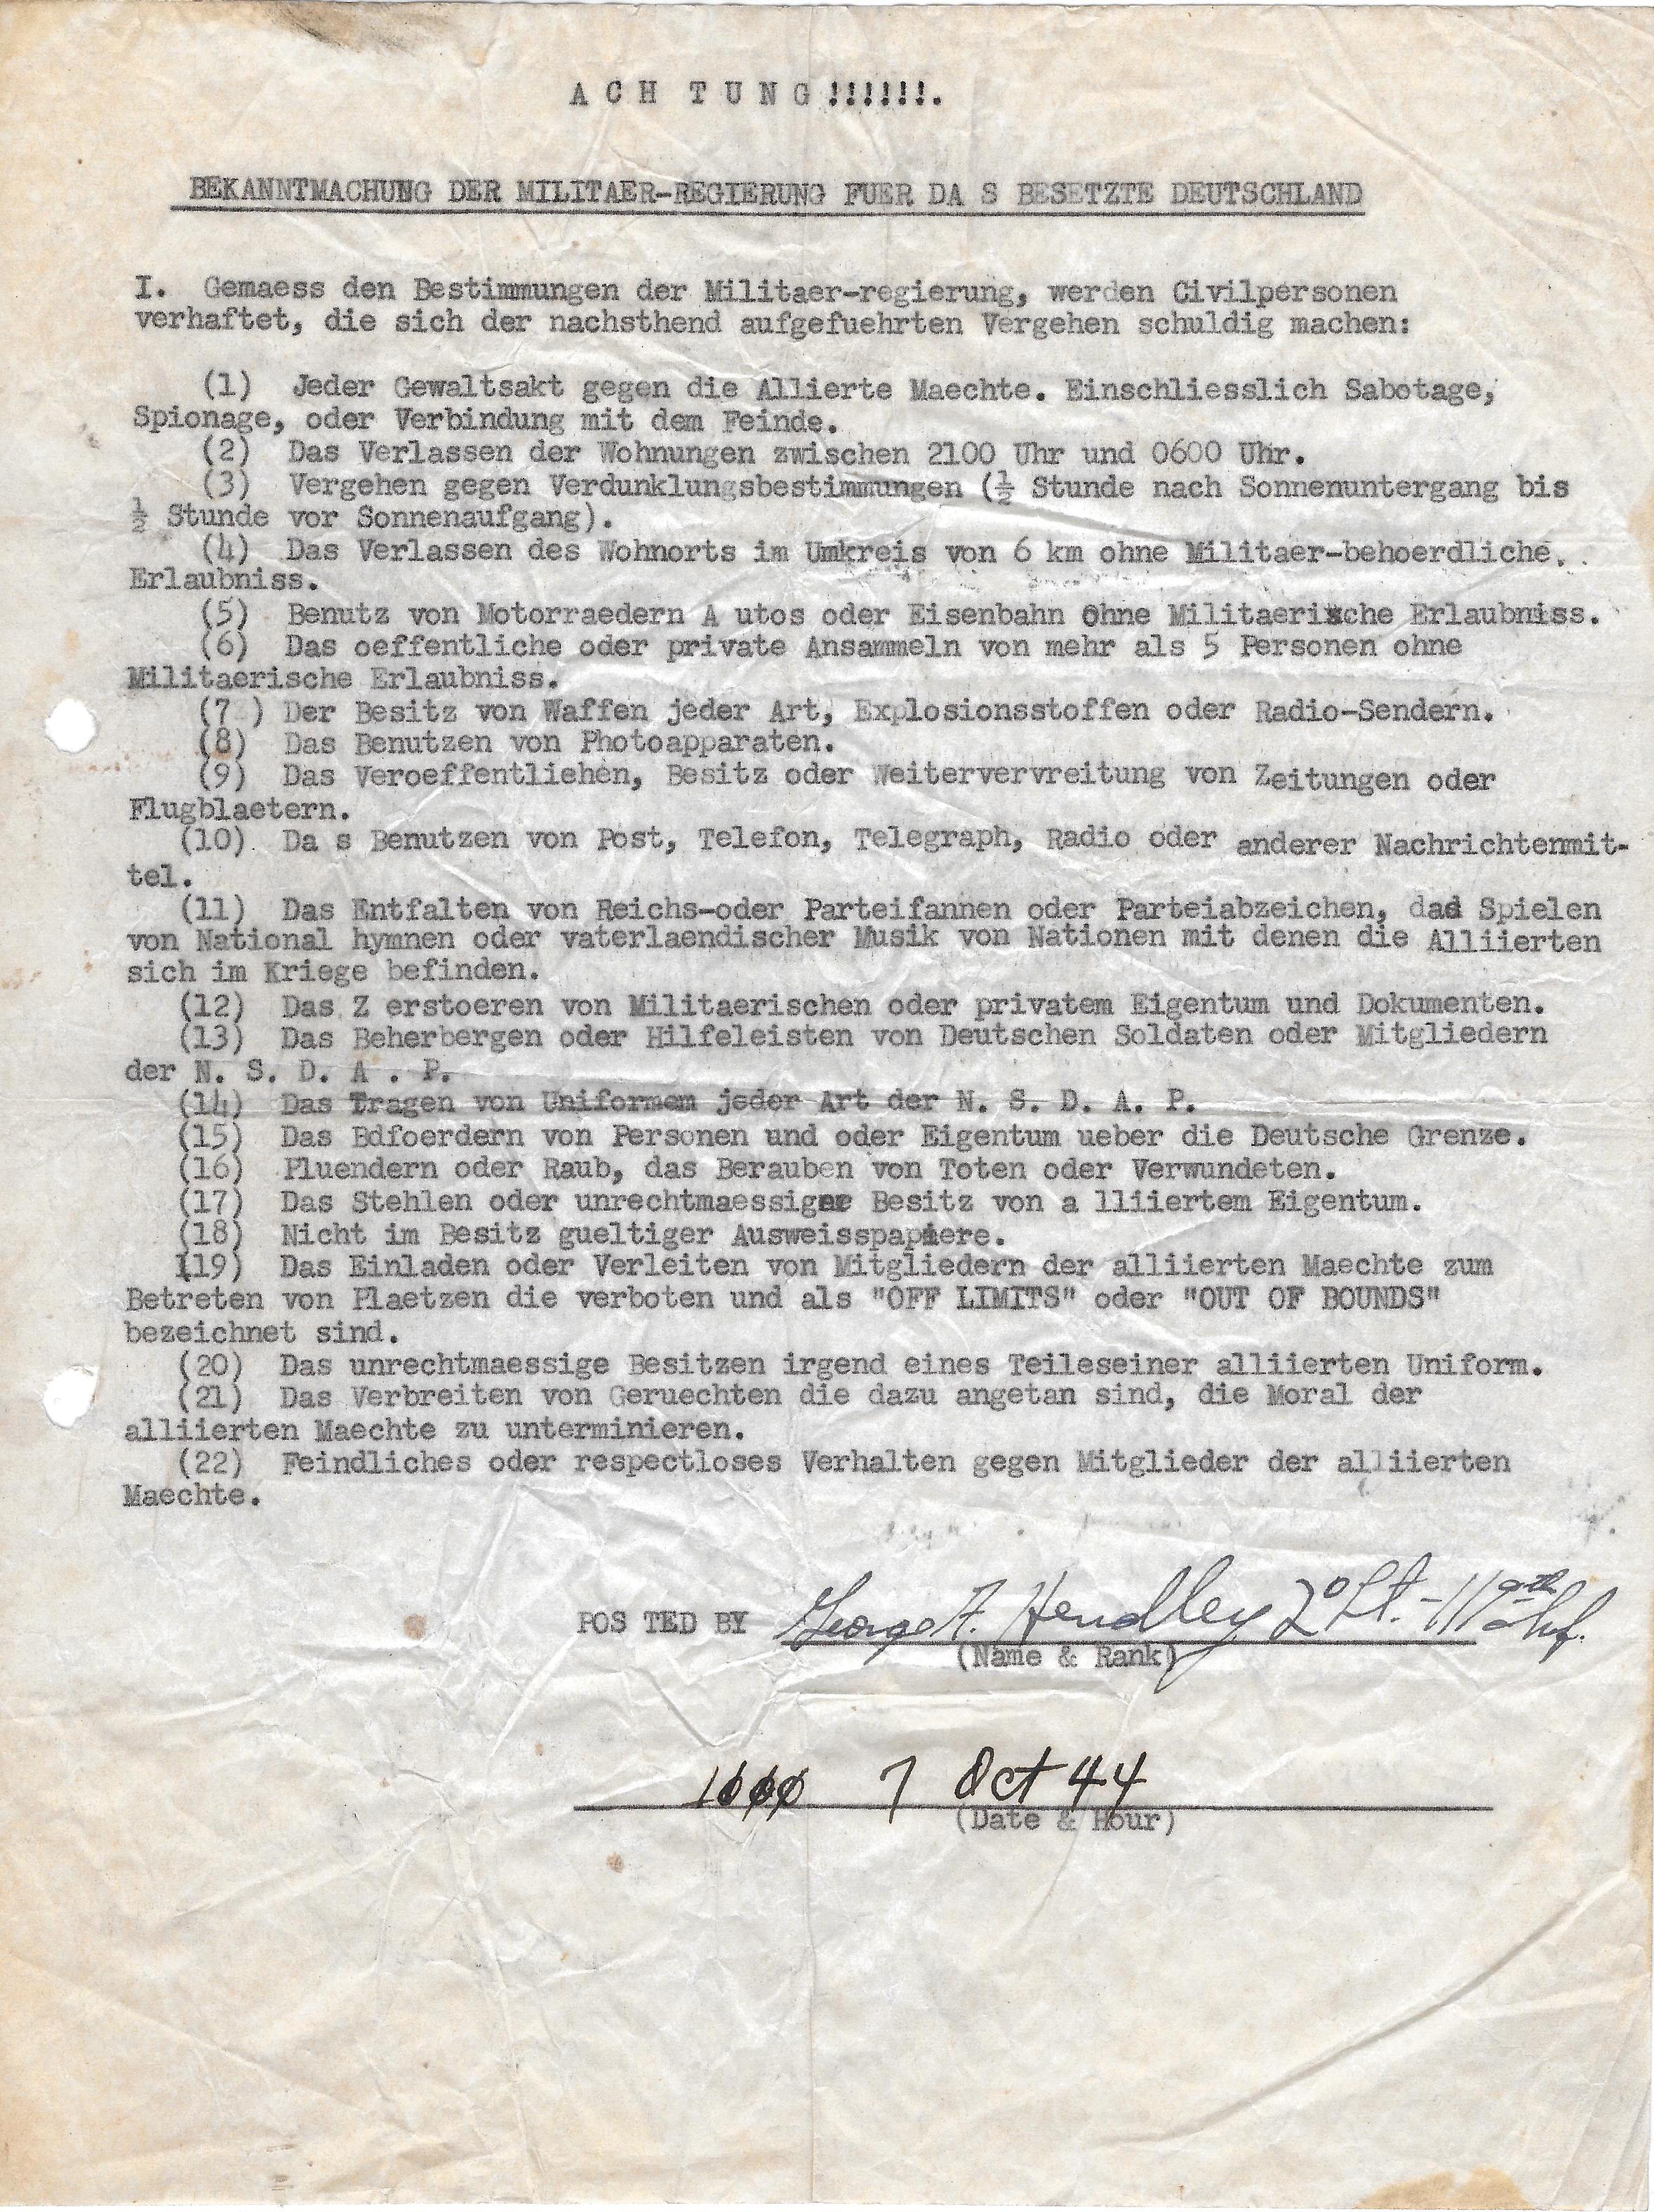 A C H T U N G !!!!!!.
BEKANNTMACHUNG DER MILITAER-REGIERUNG FUER DA S BESETZTE DEUTSCHLAND
I. Gemaess den Bestimmungen der Militaer-regierung, werden Civilpersonen
verhaftet, die sich der nachsthend aufgefuehrten Vergehen schuldig machen:
(1) Jeder Gewaltsakt gegen die Allierte Maechte. Einschliesslich Sabotage,
Spionage, oder Verbindung mit dem Feinde.
(2) Das Verlassen der Wohnungen zwischen 2100 Uhr und 0600 Uhr.
(3) Vergehen gegen Verdunklungsbestimmungen (½ Stunde nach Sonnenuntergang bis
½ Stunde vor Sonnenaufgang).
(4) Das Verlassen des Wohnorts im Umkreis von 6 km ohne Militaer-behoerdliche.
Erlaubniss.
(5) Benutz von Motorraedern A utos oder Eisenbahn Ohne Militaerische Erlaubniss.
(6) Das oeffentliche oder private Ansammeln von mehr als 5 Personen ohne
Militaerische Erlaubniss.
(7 ) Der Besitz von Waffen jeder Art, Explosionsstoffen oder Radio-Sendern.
(8) Das Benutzen von Photoapparaten.
(9) Das Veroeffentliehen, Besitz oder Weitervervreitung von Zeitungen oder
Flugblaetern.
(10). Da s Benutzen von Post, Telefon, Telegraph, Radio oder anderer Nachrichtenmit-
tel.
(11) Das Entfalten von Reichs-oder Parteifannen oder Parteiabzeichen, das Spielen
von National hymnen oder vaterlaendischer Musik von Nationen mit denen die Alliierten
sich im Kriege befinden.
(12) Das Z erstoeren von Militaerischen oder privatem Eigentum und Dokumenten.
(13) Das Beherbergen oder Hilfeleisten von Deutschen Soldaten oder Mitgliedern
der N. S. D. A . P.
(14) Das Tragen von Uniformem jeder Art der N. S. D. A. P.
(15) Das Bdfoerdern von Personen und oder Eigentum ueber die Deutsche Grenze.
(16) Pluendern oder Raub, das Berauben von Toten oder Verwundeten.
(17) Das Stehlen oder unrechtmaessiger Besitz von a lliiertem Eigentum.
(18) Nicht im Besitz gueltiger Ausweisspapiere.
(19) Das Einladen oder Verleiten von Mitgliedern der alliierten Maechte zum
Betreten von Plaetzen die verboten und als "OFF LIMITS" oder "OUT OF BOUNDS"
bezeichnet sind.
(20) Das unrechtmaessige Besitzen irgend eines Teileseiner alliierten Uniform.
(21) Das Verbreiten von Geruechten die dazu angetan sind, die Moral der
alliierten Maechte zu unterminieren.
(22) Feindliches oder respectloses Verhalten gegen Mitglieder der alliierten
Maechte.
POS TED BY George F. Hendley 2º Lt. -
(Name & Rank)
1000 7 Oct 44
(Date & Hour)